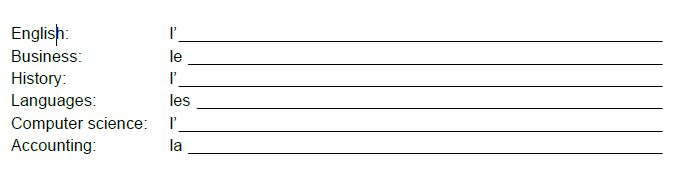 English: l'
Business: le
History: l'
Languages: les
Computer science: l'
Accounting: la